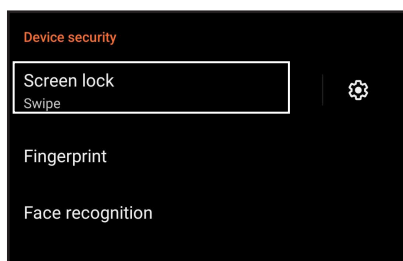 Device security
Screen lock
Swipe
Fingerprint
Face recognition